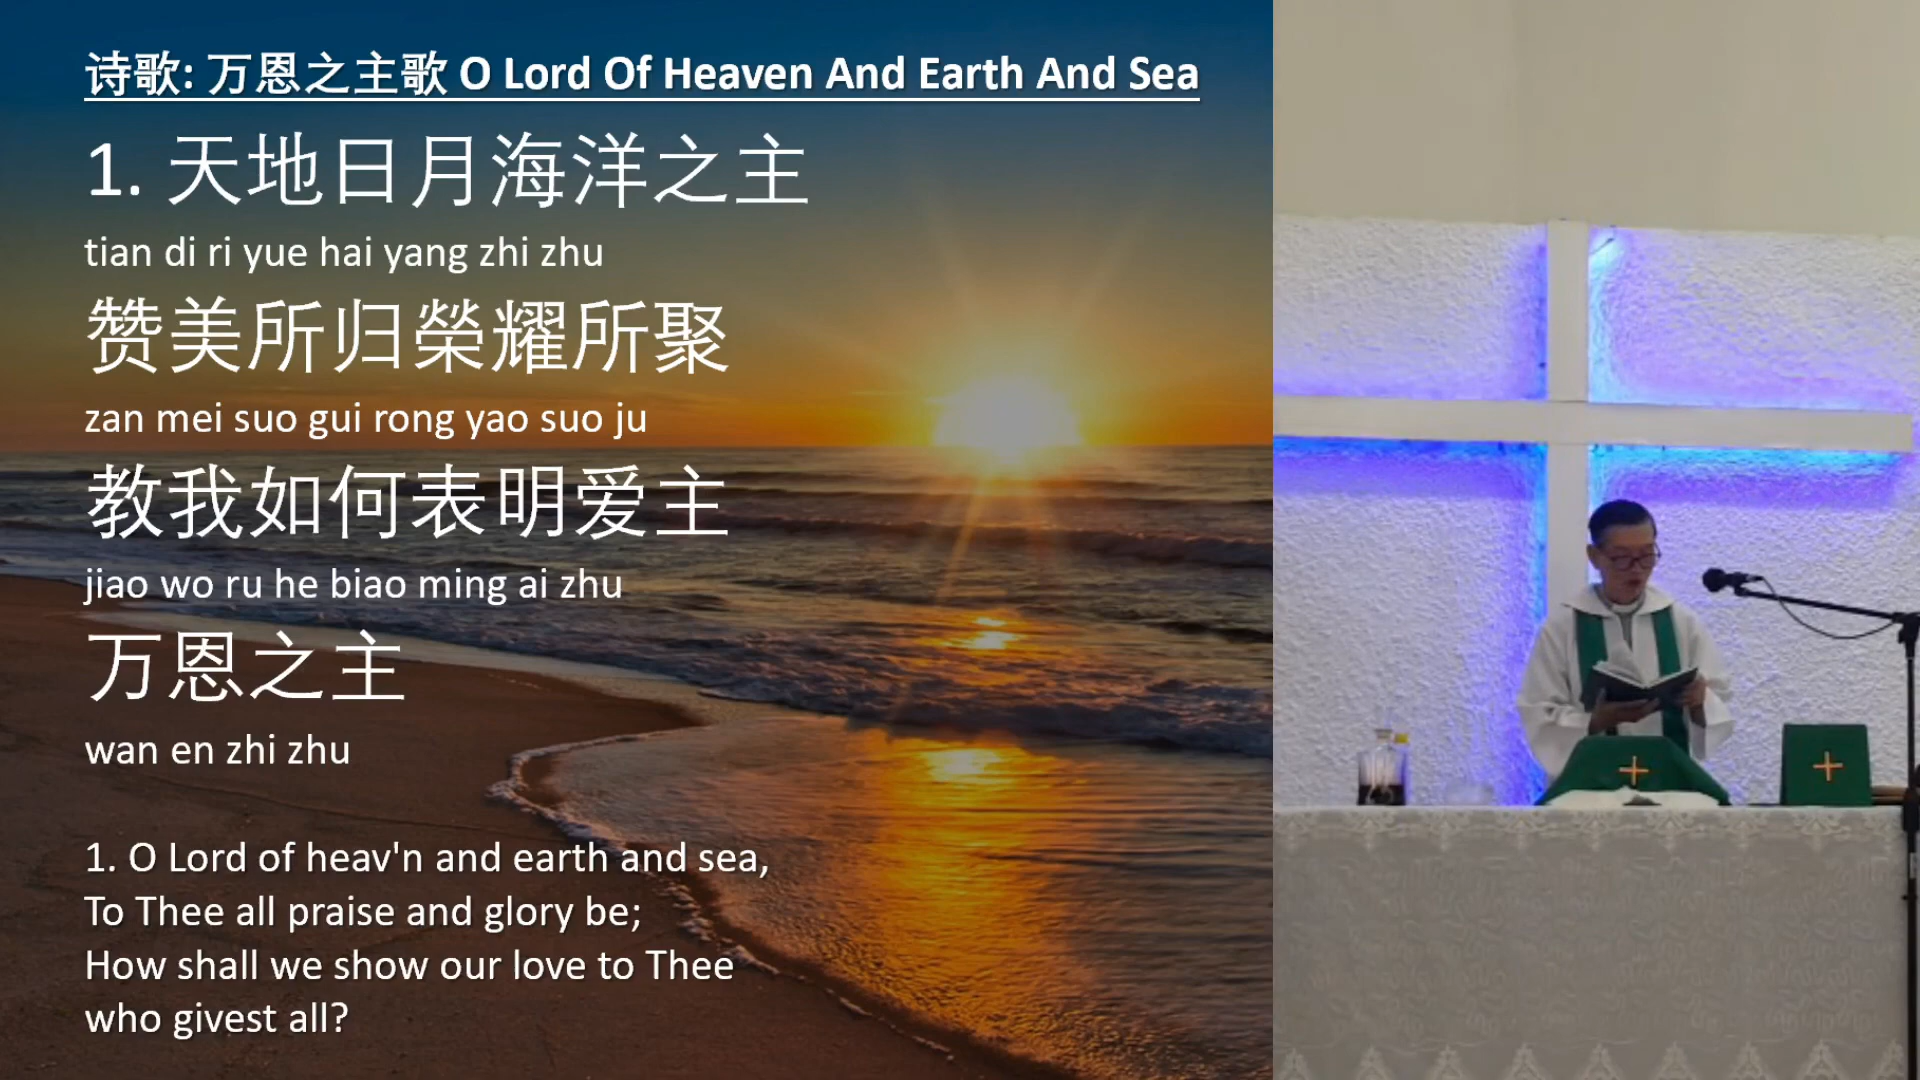 诗歌: 万恩之主歌 O Lord Of Heaven And Earth And Sea
1. 天地日月海洋之主
tian di ri yue hai yang zhi zhu
赞美所归榮耀所聚
zan mei suo gui rong yao suo ju
教我如何表明爱主
jiao wo ru he biao ming ai zhu
万恩之主
wan en zhi zhu
1. O Lord of heav'n and earth and sea,
To Thee all praise and glory be;
How shall we show our love to Thee
who givest all?